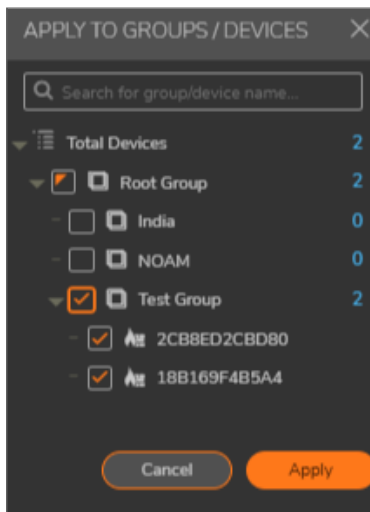 APPLY TO GROUPS / DEVICES
Search for group/device name...
Total Devices 2
Root Group 2
India 0
NOAM 0
Test Group 2
2CB8ED2CBD80
18B169F4B5A4
Cancel Apply